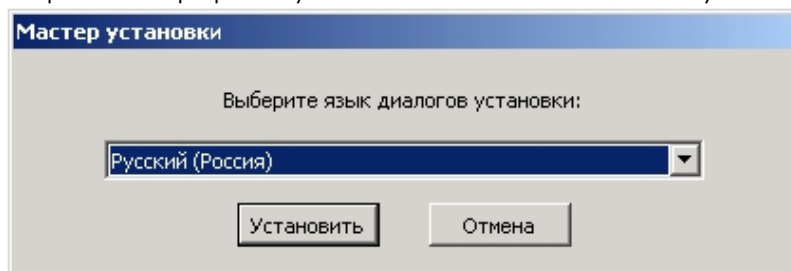 Мастер установки
Выберите язык диалогов установки:
Русский (Россия)
Установить
Отмена